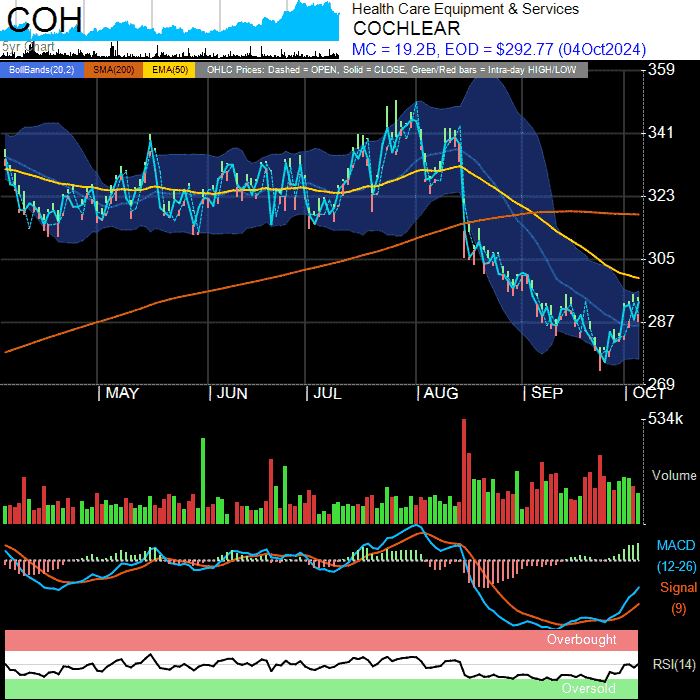 COH
Health Care Equipment & Services
COCHLEAR
5yr Chart
MC = 19.2B, EOD = $292.77 (04Oct2024)
BollBands(20,2) SMA(200) EMA(50) OHLC Prices: Dashed = OPEN, Solid = CLOSE, Green/Red bars = Intra-day HIGH/LOW
359
341
323
305
287
269
MAY JUN JUL AUG SEP OCT
534k
Volume
MACD
(12-26)
Signal
(9)
Overbought
RSI(14)
Oversold